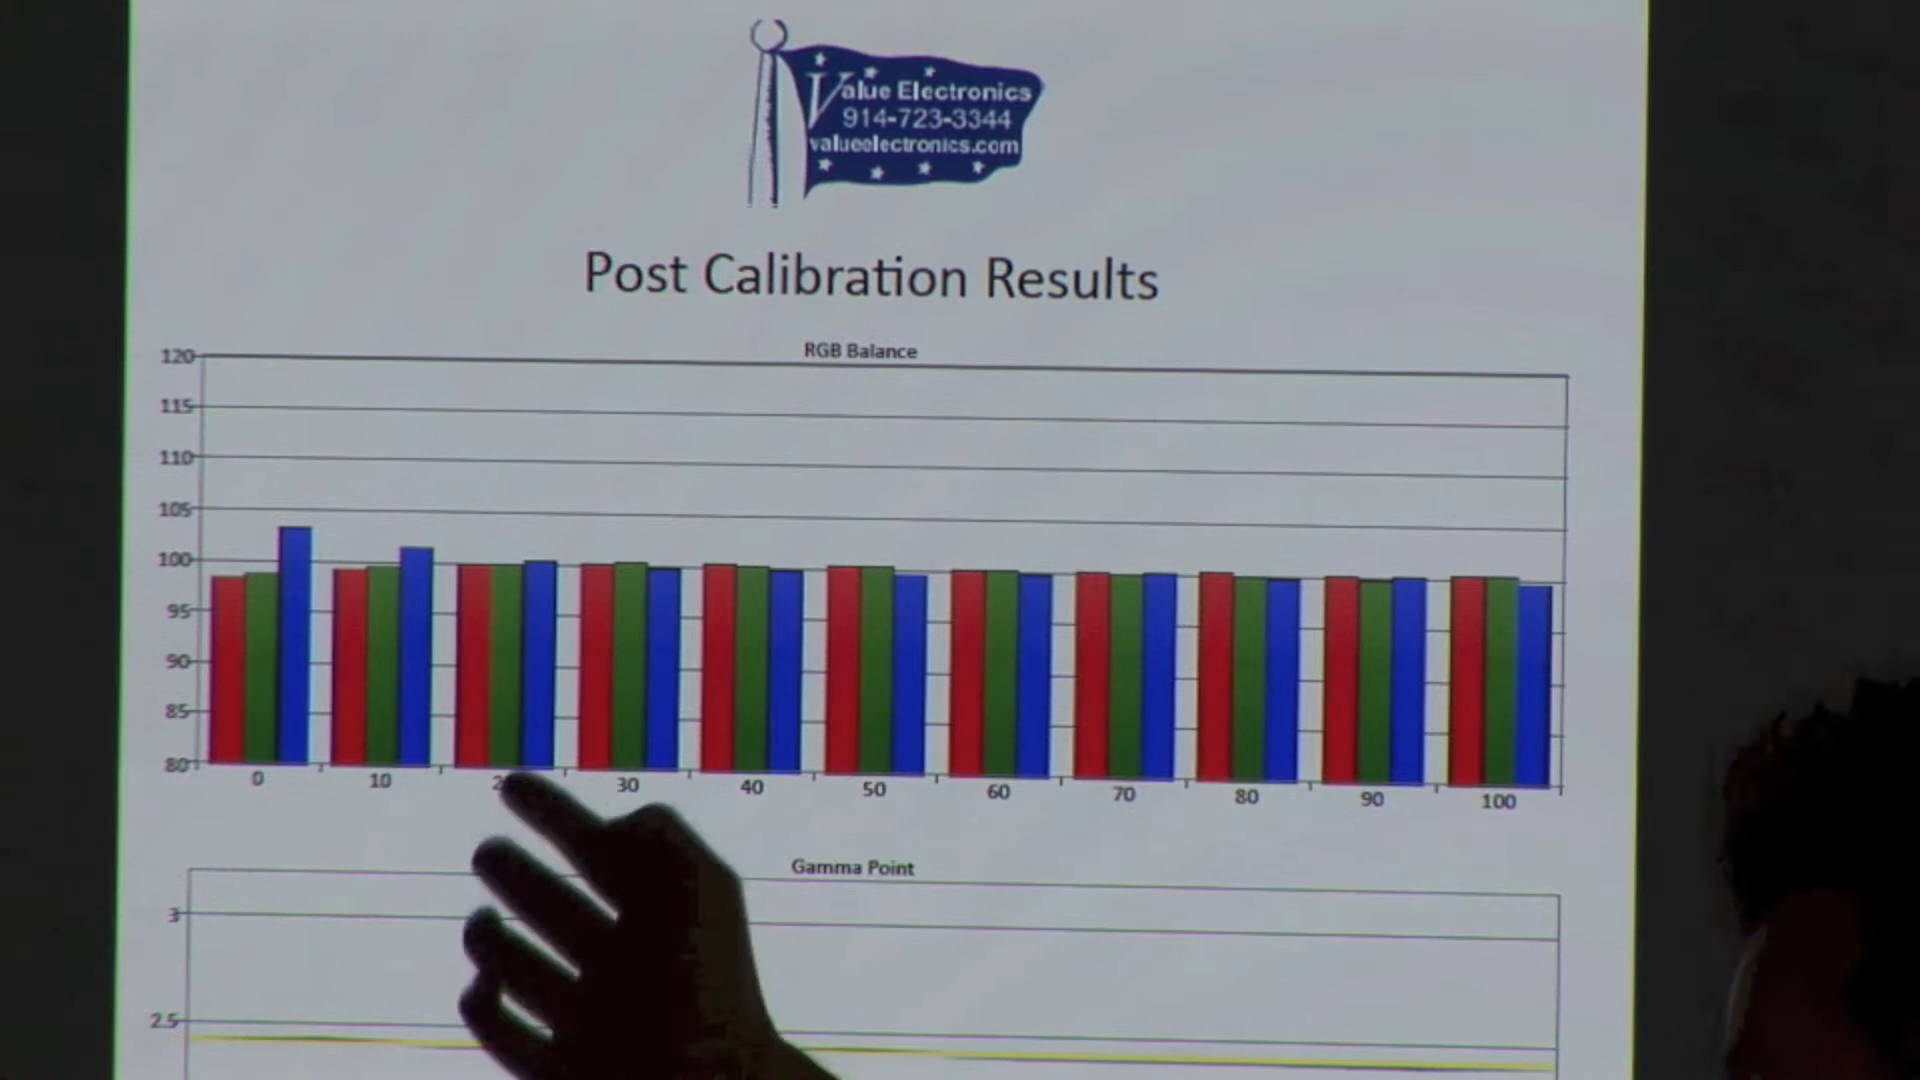 Value Electronics
914-723-3344
valueelectronics.com
Post Calibration Results
RGB Balance
120
115
110
105
100
95
90
85
80
0 10 30 40 50 60 70 80 90 100
Gamma Point
3
2.5